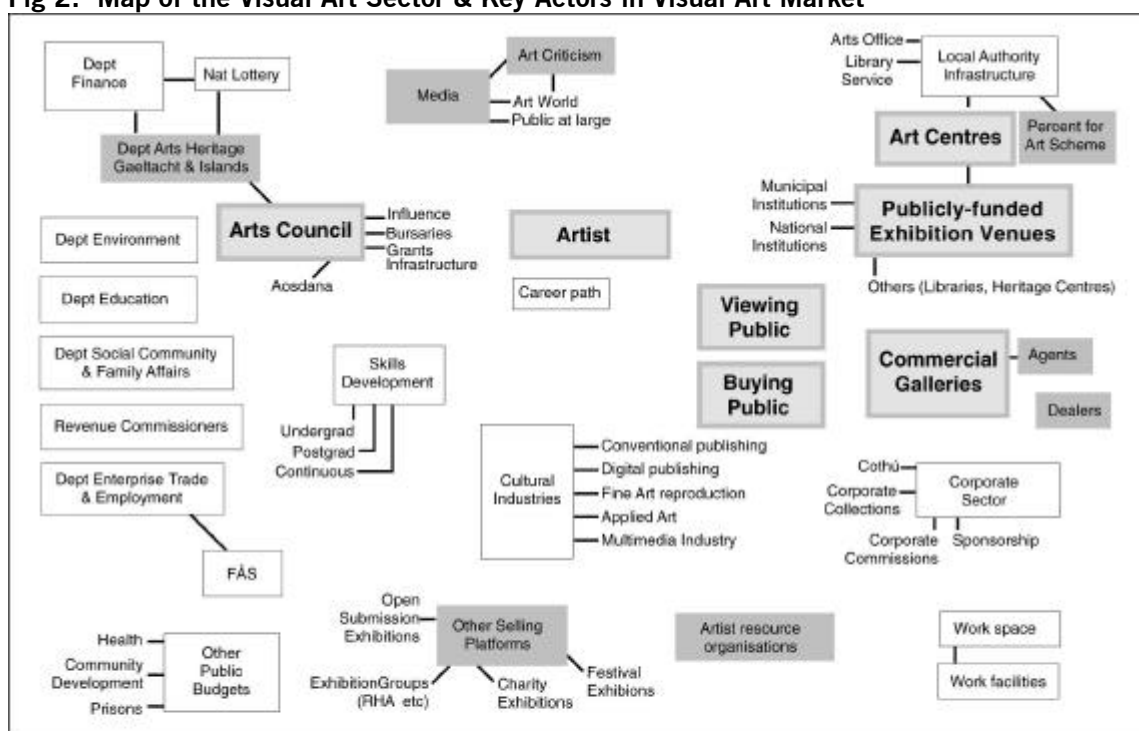 Fig 2: Map of the Visual Art Sector & Key Actors in Visual Art Market
Dept
Finance
Nat Lottery
Dept Arts Heritage
Gaeltacht & Islands
Arts Council
Influence
Bursaries
Grants
Infrastructure
Aosdana
Media
Art Criticism
Art World
Public at large
Artist
Career path
Arts Office
Library
Service
Local Authority
Infrastructure
Art Centres
Percent for
Art Scheme
Municipal
Institutions
National
Institutions
Publicly-funded
Exhibition Venues
Others (Libraries, Heritage Centres)
Dept Environment
Dept Education
Dept Social Community
& Family Affairs
Revenue Commissioners
Dept Enterprise Trade
& Employment
FÁS
Skills
Development
Undergrad
Postgrad
Continuous
Viewing
Public
Buying
Public
Commercial
Galleries
Agents
Dealers
Cultural
Industries
Conventional publishing
Digital publishing
Fine Art reproduction
Applied Art
Multimedia Industry
Cothú
Corporate
Collections
Corporate
Sector
Corporate
Commissions
Sponsorship
Health
Community
Development
Prisons
Other
Public
Budgets
Open
Submission
Exhibitions
Other Selling
Platforms
ExhibitionGroups
(RHA etc)
Charity
Exhibitions
Festival
Exhibions
Artist resource
organisations
Work space
Work facilities